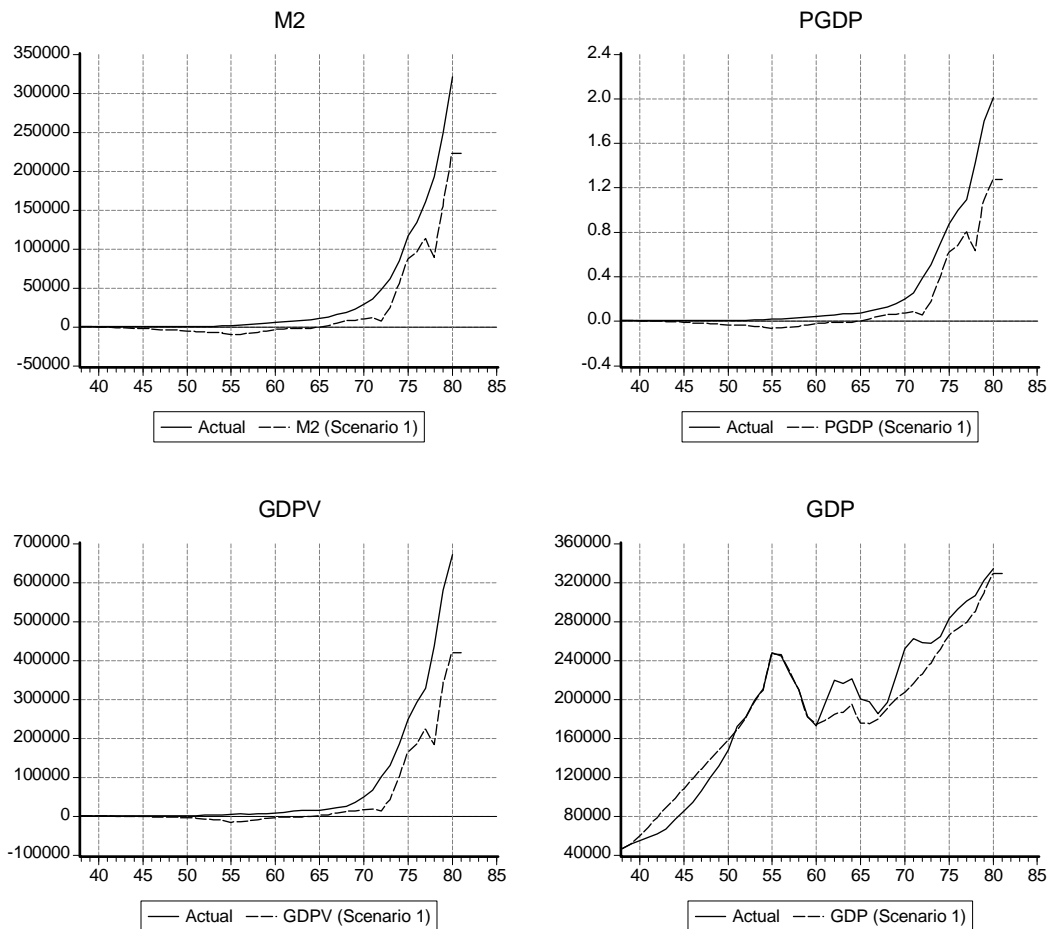 M2
350000
300000
250000
200000
150000
100000
50000
0
-50000
40 45 50 55 60 65 70 75 80 85
Actual M2 (Scenario 1)
PGDP
2.4
2.0
1.6
1.2
0.8
0.4
0.0
-0.4
40 45 50 55 60 65 70 75 80 85
Actual PGDP (Scenario 1)
GDPV
700000
600000
500000
400000
300000
200000
100000
0
-100000
40 45 50 55 60 65 70 75 80 85
Actual GDPV (Scenario 1)
GDP
360000
320000
280000
240000
200000
160000
120000
80000
40000
40 45 50 55 60 65 70 75 80 85
Actual GDP (Scenario 1)